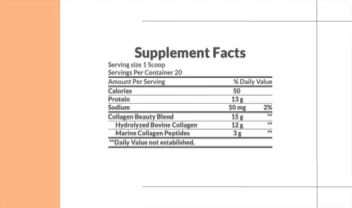 Supplement Facts
Serving size 1 Scoop
Servings Per Container 20
Amount Per Serving % Daily Value
Calories 50
Protein 13 g
Sodium 50 mg 2%
Collagen Beauty Blend 15 g **
Hydrolyzed Bovine Collagen 12 g **
Marine Collagen Peptides 3 g **
**Daily Value not established.